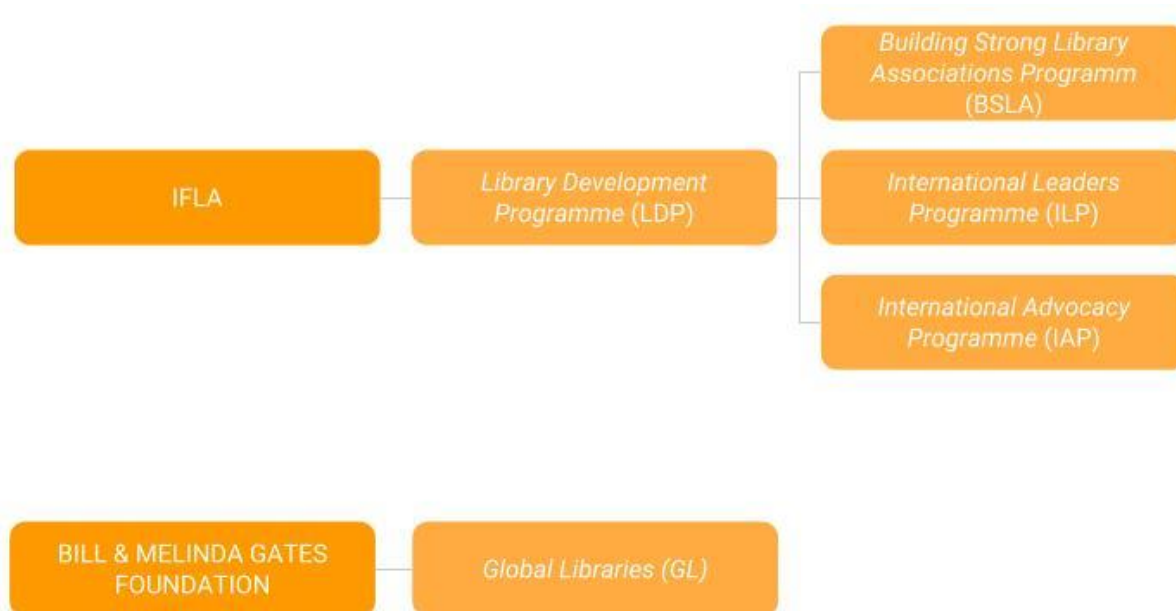 IFLA
Library Development
Programme (LDP)
Building Strong Library
Associations Programm
(BSLA)
International Leaders
Programme (ILP)
International Advocacy
Programme (IAP)
BILL & MELINDA GATES
FOUNDATION
Global Libraries (GL)